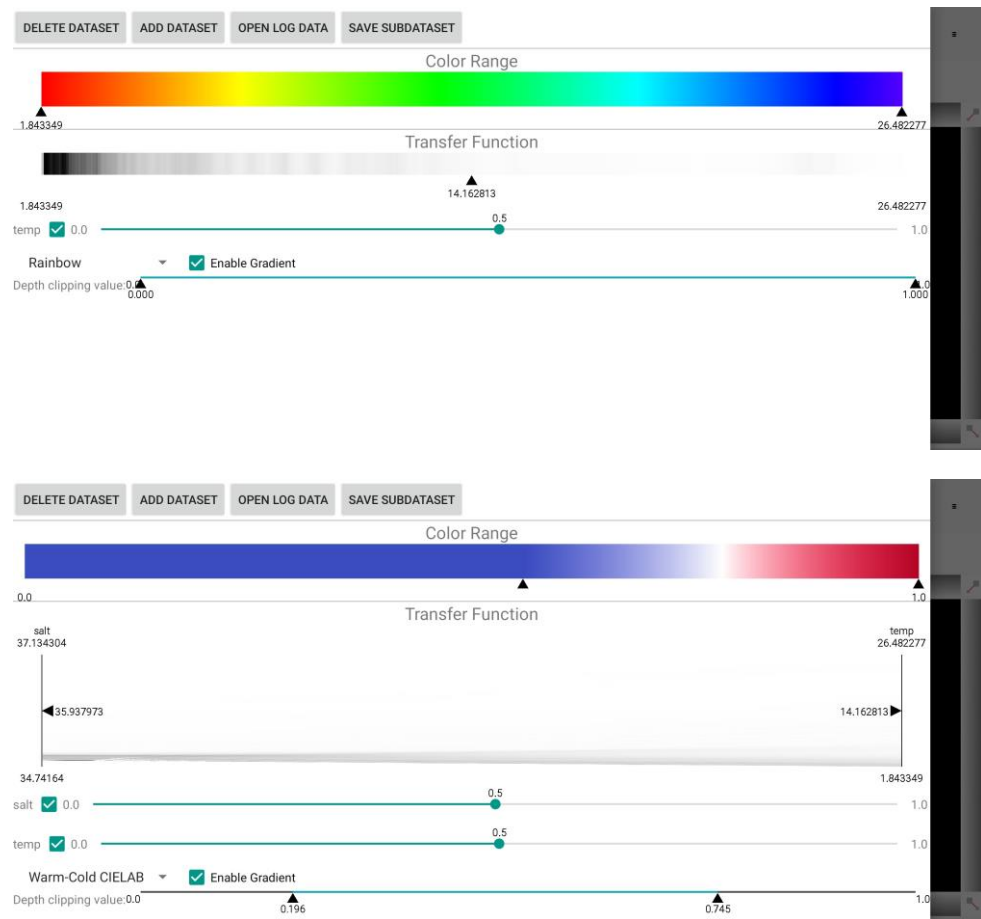 DELETE DATASET ADD DATASET OPEN LOG DATA SAVE SUBDATASET
Color Range
1.843349 26.482277
Transfer Function
14.162813
1.843349 26.482277
temp 0.0 0.5 1.0
Rainbow Enable Gradient
Depth clipping value:0.0 1.0
0.000 1.000
DELETE DATASET ADD DATASET OPEN LOG DATA SAVE SUBDATASET
Color Range
0.0 1.0
Transfer Function
salt temp
37.134304 26.482277
35.937973 14.162813
34.74164 1.843349
salt 0.0 0.5 1.0
temp 0.0 0.5 1.0
Warm-Cold CIELAB Enable Gradient
Depth clipping value:0.0 1.0
0.196 0.745